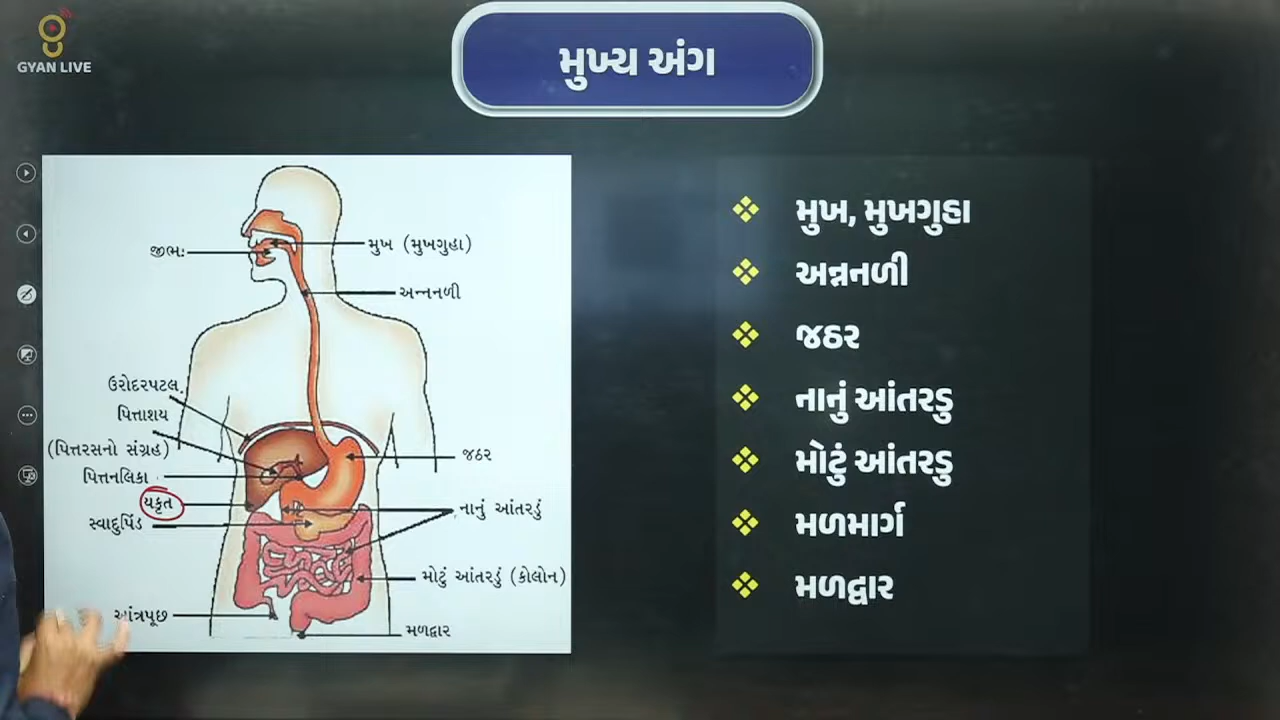 GYAN LIVE
મુખ્ય અંગ
જીભ:
મુખ (મુખગુહા)
અન્નનળી
ઉરોદરપટલ
પિત્તાશય
(પિત્તરસનો સંગ્રહ)
પિત્તનલિકા
યકૃત
સ્વાદુપિંડ
આંત્રપૂછ
જઠર
નાનું આંતરડું
મોટું આંતરડું (કોલોન)
મળદ્વાર
મુખ, મુખગુહા
અન્નનળી
જઠર
નાનું આંતરડુ
મોટું આંતરડુ
મળમાર્ગ
મળદ્વાર